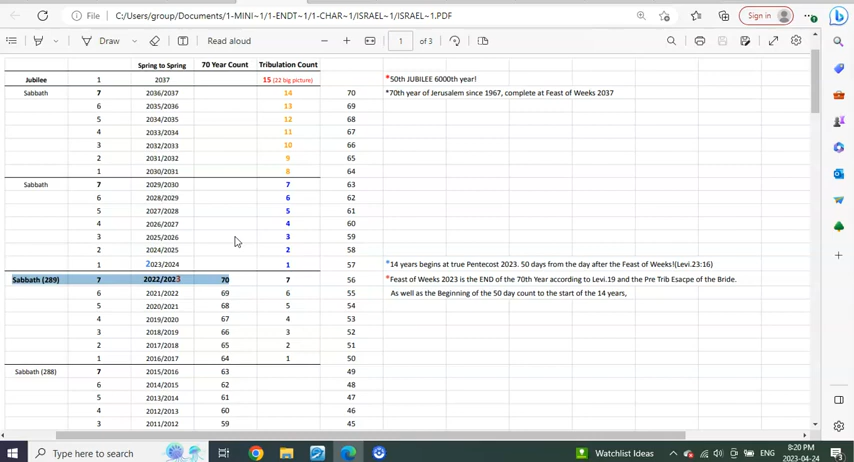 File C:/Users/group/Documents/1-MINI~1/1-ENDT~1/1-CHAR~1/ISRAEL~1/ISRAEL~1.PDF Sign in
Draw Read aloud 1 of 3
Spring to Spring 70 Year Count Tribulation Count
Jubilee 1 2037 15 (22 big picture) *50th JUBILEE 6000th year!
Sabbath 7 2036/2037 14 70 *70th year of Jerusalem since 1967, complete at Feast of Weeks 2037
6 2035/2036 13 69
5 2034/2035 12 68
4 2033/2034 11 67
3 2032/2033 10 66
2 2031/2032 9 65
1 2030/2031 8 64
Sabbath 7 2029/2030 7 63
6 2028/2029 6 62
5 2027/2028 5 61
4 2026/2027 4 60
3 2025/2026 3 59
2 2024/2025 2 58
1 2023/2024 1 57 *14 years begins at true Pentecost 2023. 50 days from the day after the Feast of Weeks!(Levi.23:16)
Sabbath (289) 7 2022/2023 70 7 56 *Feast of Weeks 2023 is the END of the 70th Year according to Levi.19 and the Pre Trib Esacpe of the Bride.
6 2021/2022 69 6 55 As well as the Beginning of the 50 day count to the start of the 14 years,
5 2020/2021 68 5 54
4 2019/2020 67 4 53
3 2018/2019 66 3 52
2 2017/2018 65 2 51
1 2016/2017 64 1 50
Sabbath (288) 7 2015/2016 63 49
6 2014/2015 62 48
5 2013/2014 61 47
4 2012/2013 60 46
3 2011/2012 59 45
Type here to search Watchlist Ideas ENG 8:20 PM
2023-04-24